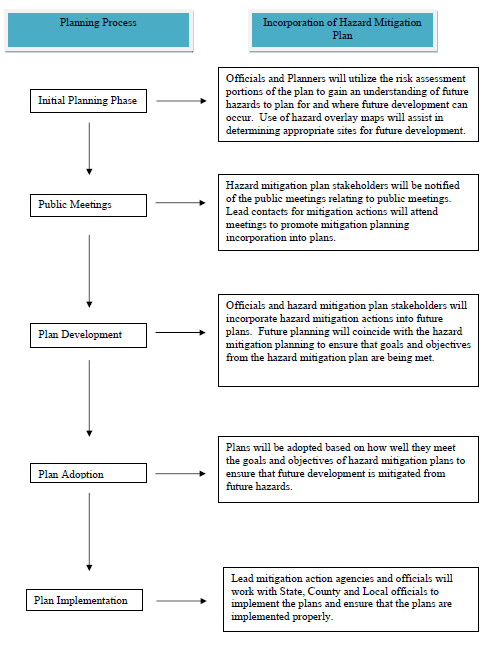 Planning Process
Incorporation of Hazard Mitigation
Plan
Initial Planning Phase
Officials and Planners will utilize the risk assessment
portions of the plan to gain an understanding of future
hazards to plan for and where future development can
occur. Use of hazard overlay maps will assist in
determining appropriate sites for future development.
Public Meetings
Hazard mitigation plan stakeholders will be notified
of the public meetings relating to public meetings.
Lead contacts for mitigation actions will attend
meetings to promote mitigation planning
incorporation into plans.
Plan Development
Officials and hazard mitigation plan stakeholders will
incorporate hazard mitigation actions into future
plans. Future planning will coincide with the hazard
mitigation planning to ensure that goals and objectives
from the hazard mitigation plan are being met.
Plan Adoption
Plans will be adopted based on how well they meet
the goals and objectives of hazard mitigation plans to
ensure that future development is mitigated from
future hazards.
Plan Implementation
Lead mitigation action agencies and officials will
work with State, County and Local officials to
implement the plans and ensure that the plans are
implemented properly.